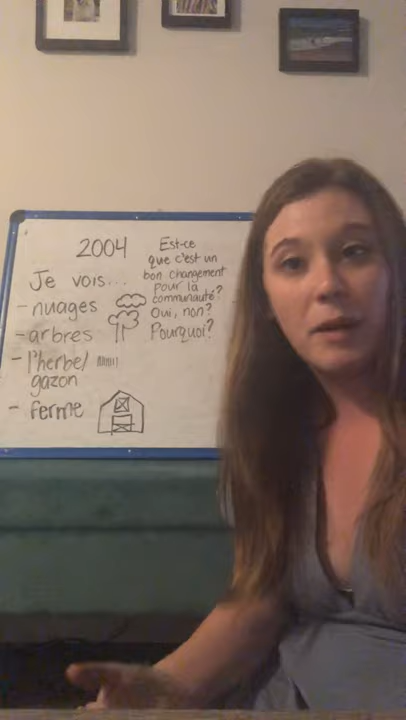 2004
Je vois...
- nuages
- arbres
- l'herbe/
gazon
- ferme
Est-ce
que c'est un
bon changement
pour la
communauté?
Oui, non?
Pourquoi?